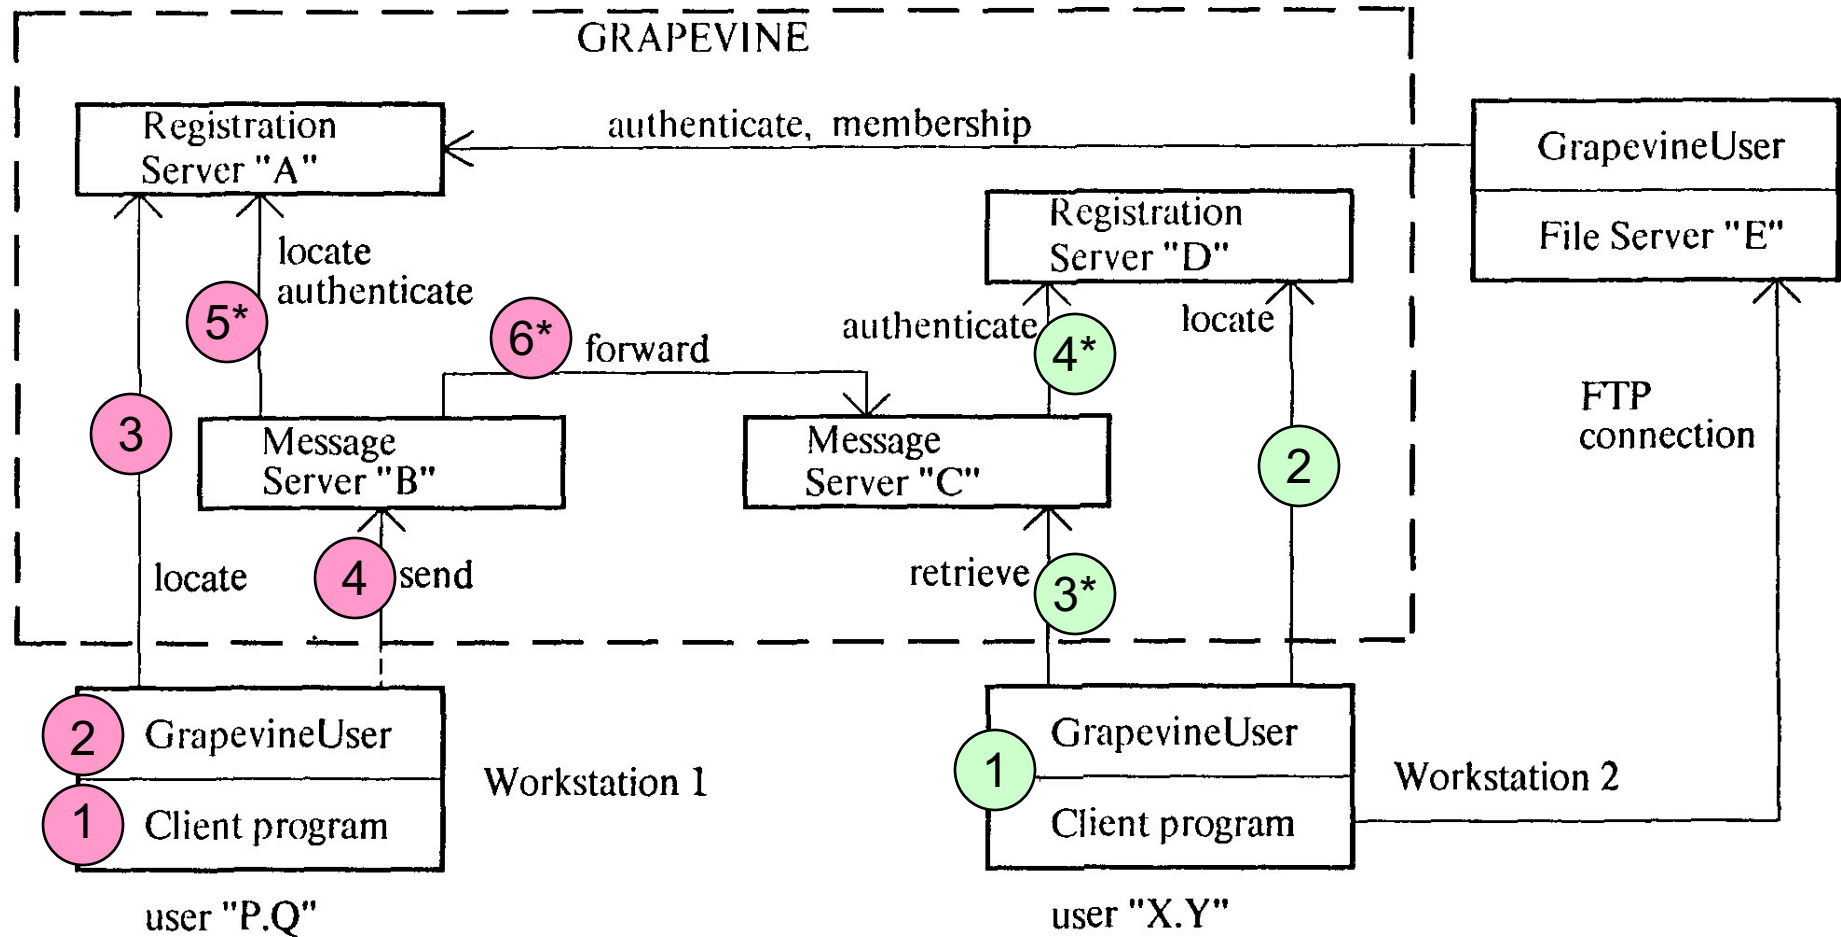 GRAPEVINE
Registration
Server "A"
authenticate, membership
GrapevineUser
File Server "E"
Registration
Server "D"
locate
authenticate
5*
6*
forward
authenticate
4*
locate
3
Message
Server "B"
Message
Server "C"
2
FTP
connection
locate
4
send
retrieve
3*
2
GrapevineUser
1
Client program
Workstation 1
1
GrapevineUser
Client program
Workstation 2
user "P.Q"
user "X.Y"